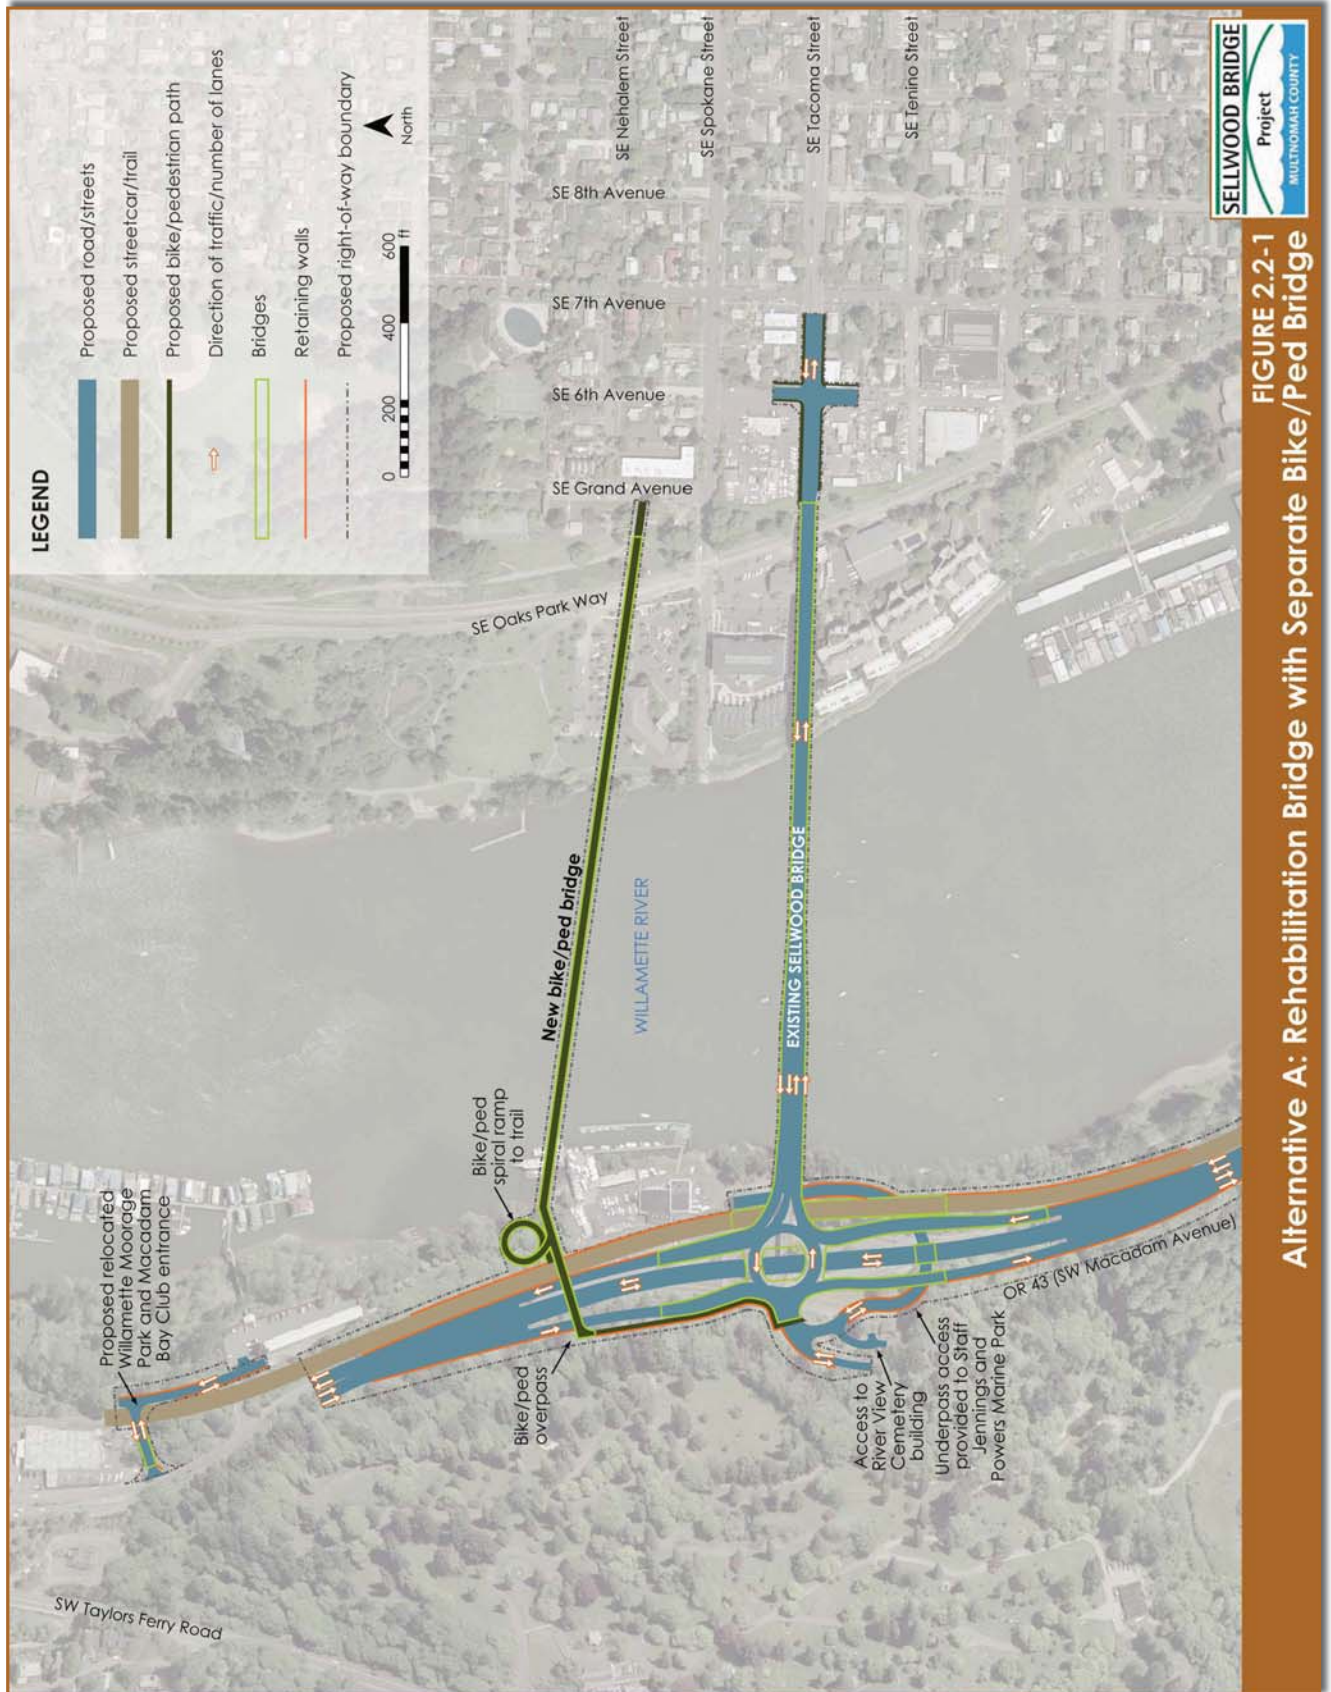 LEGEND
Proposed road/streets
Proposed streetcar/trail
Proposed bike/pedestrian path
Direction of traffic/number of lanes
Bridges
Retaining walls
Proposed right-of-way boundary
0 200 400 600 ft
North
SE Nehalem Street
SE Spokane Street
SE Tacoma Street
SE Tenino Street
SE 8th Avenue
SE 7th Avenue
SE 6th Avenue
SE Grand Avenue
SE Oaks Park Way
New bike/ped bridge
WILLAMETTE RIVER
EXISTING SELLWOOD BRIDGE
Bike/ped
spiral ramp
to trail
Proposed relocated
Willamette Moorage
Park and Macadam
Bay Club entrance
Bike/ped
overpass
OR 43 (SW Macadam Avenue)
Access to
River View
Cemetery
building
Underpass access
provided to Staff
Jennings and
Powers Marine Park
SW Taylors Ferry Road
SELLWOOD BRIDGE
Project
MULTNOMAH COUNTY
FIGURE 2.2-1
Alternative A: Rehabilitation Bridge with Separate Bike/Ped Bridge